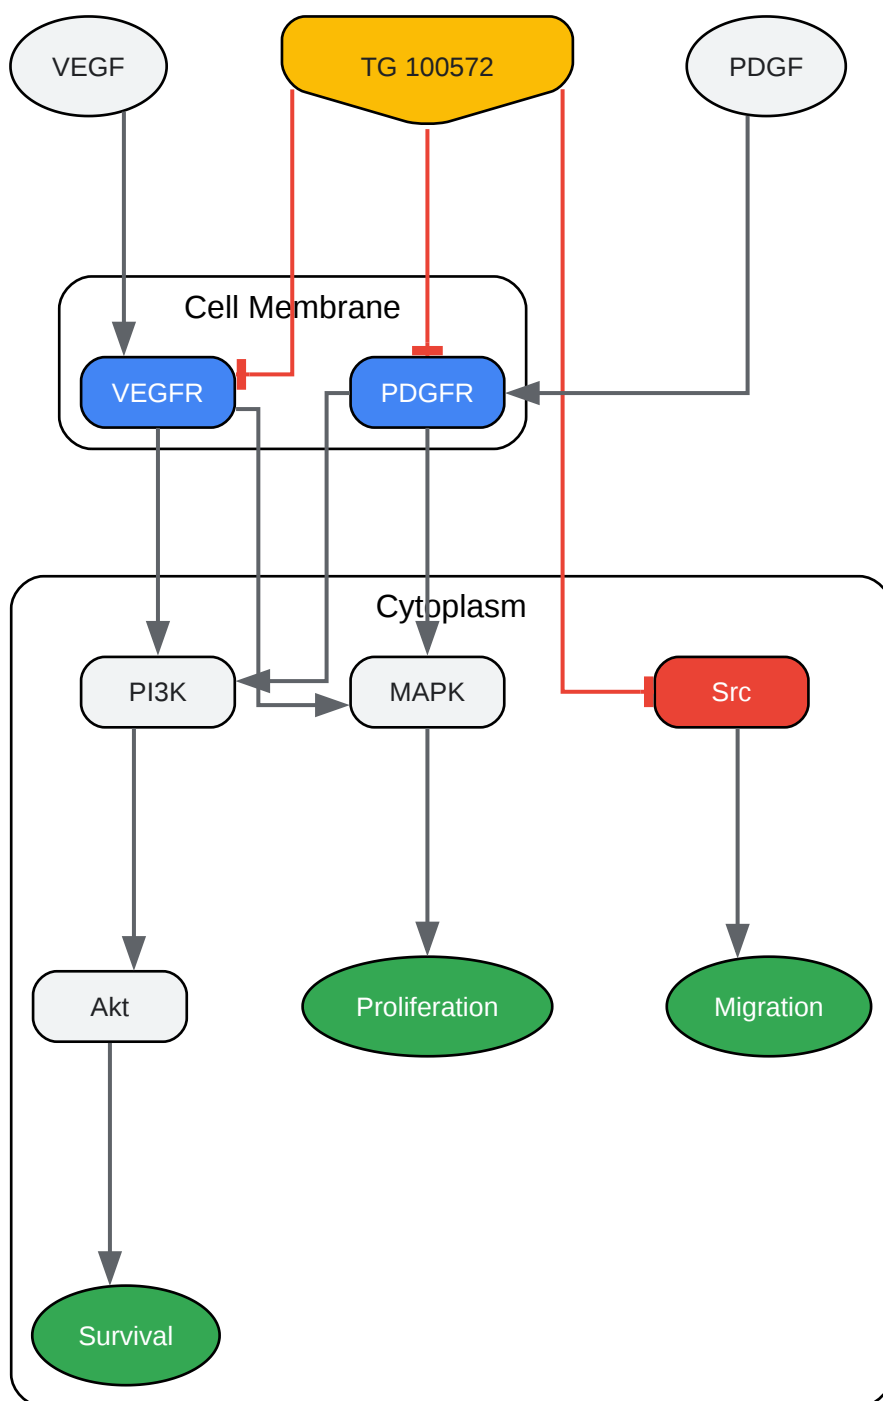 VEGF
TG 100572
PDGF
Cell Membrane
VEGFR
PDGFR
Cytoplasm
PI3K
MAPK
Src
Akt
Proliferation
Migration
Survival